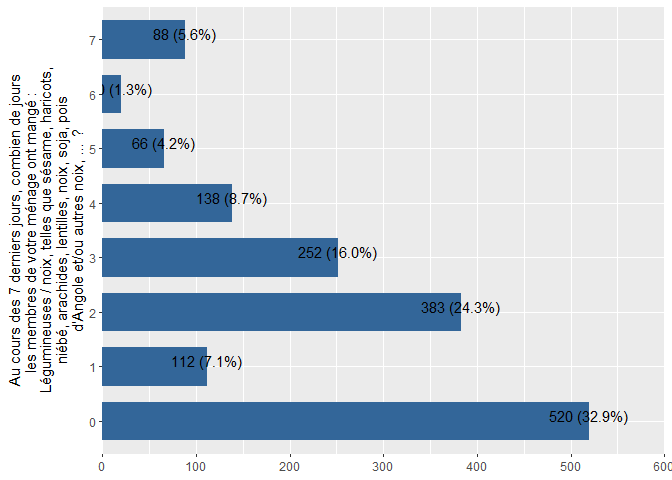 Au cours des 7 derniers jours, combien de jours
les membres de votre ménage ont mangé :
Légumineuses / noix, telles que sésame, haricots,
niébé, arachides, lentilles, noix, soja, pois
d'Angole et/ou autres noix, ... ?
7
88 (5.6%)
6
(1.3%)
5
66 (4.2%)
4
138 (8.7%)
3
252 (16.0%)
2
383 (24.3%)
1
112 (7.1%)
0
520 (32.9%)
0 100 200 300 400 500 600